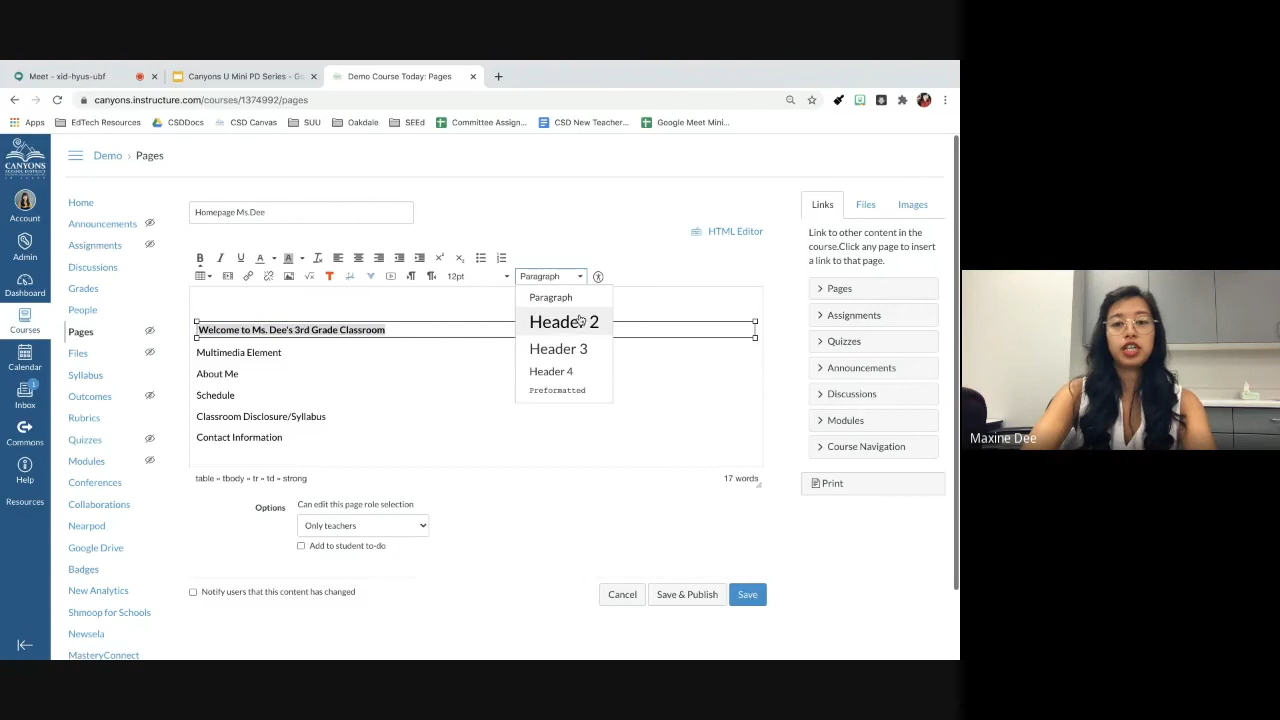 Meet - xid-hyus-ubf
Canyons U Mini PD Series - Go
Demo Course Today: Pages
canyons.instructure.com/courses/1374992/pages
Apps
EdTech Resources
CSDDocs
CSD Canvas
SUU
Oakdale
SEEd
Committee Assign...
CSD New Teacher...
Google Meet Mini...
CANYONS
SCHOOL DISTRICT
Account
Admin
Dashboard
Courses
Calendar
1
Inbox
Commons
Help
Resources
Demo › Pages
Home
Announcements
Assignments
Discussions
Grades
People
Pages
Files
Syllabus
Outcomes
Rubrics
Quizzes
Modules
Conferences
Collaborations
Nearpod
Google Drive
Badges
New Analytics
Shmoop for Schools
Newsela
MasteryConnect
Homepage Ms.Dee
HTML Editor
12pt
Paragraph
Paragraph
Header 2
Header 3
Header 4
Preformatted
Welcome to Ms. Dee's 3rd Grade Classroom
Multimedia Element
About Me
Schedule
Classroom Disclosure/Syllabus
Contact Information
table » tbody » tr » td » strong
17 words
Options
Can edit this page role selection
Only teachers
Add to student to-do
Notify users that this content has changed
Cancel
Save & Publish
Save
Links
Files
Images
Link to other content in the
course.Click any page to insert
a link to that page.
Pages
Assignments
Quizzes
Announcements
Discussions
Modules
Course Navigation
Print
Maxine Dee